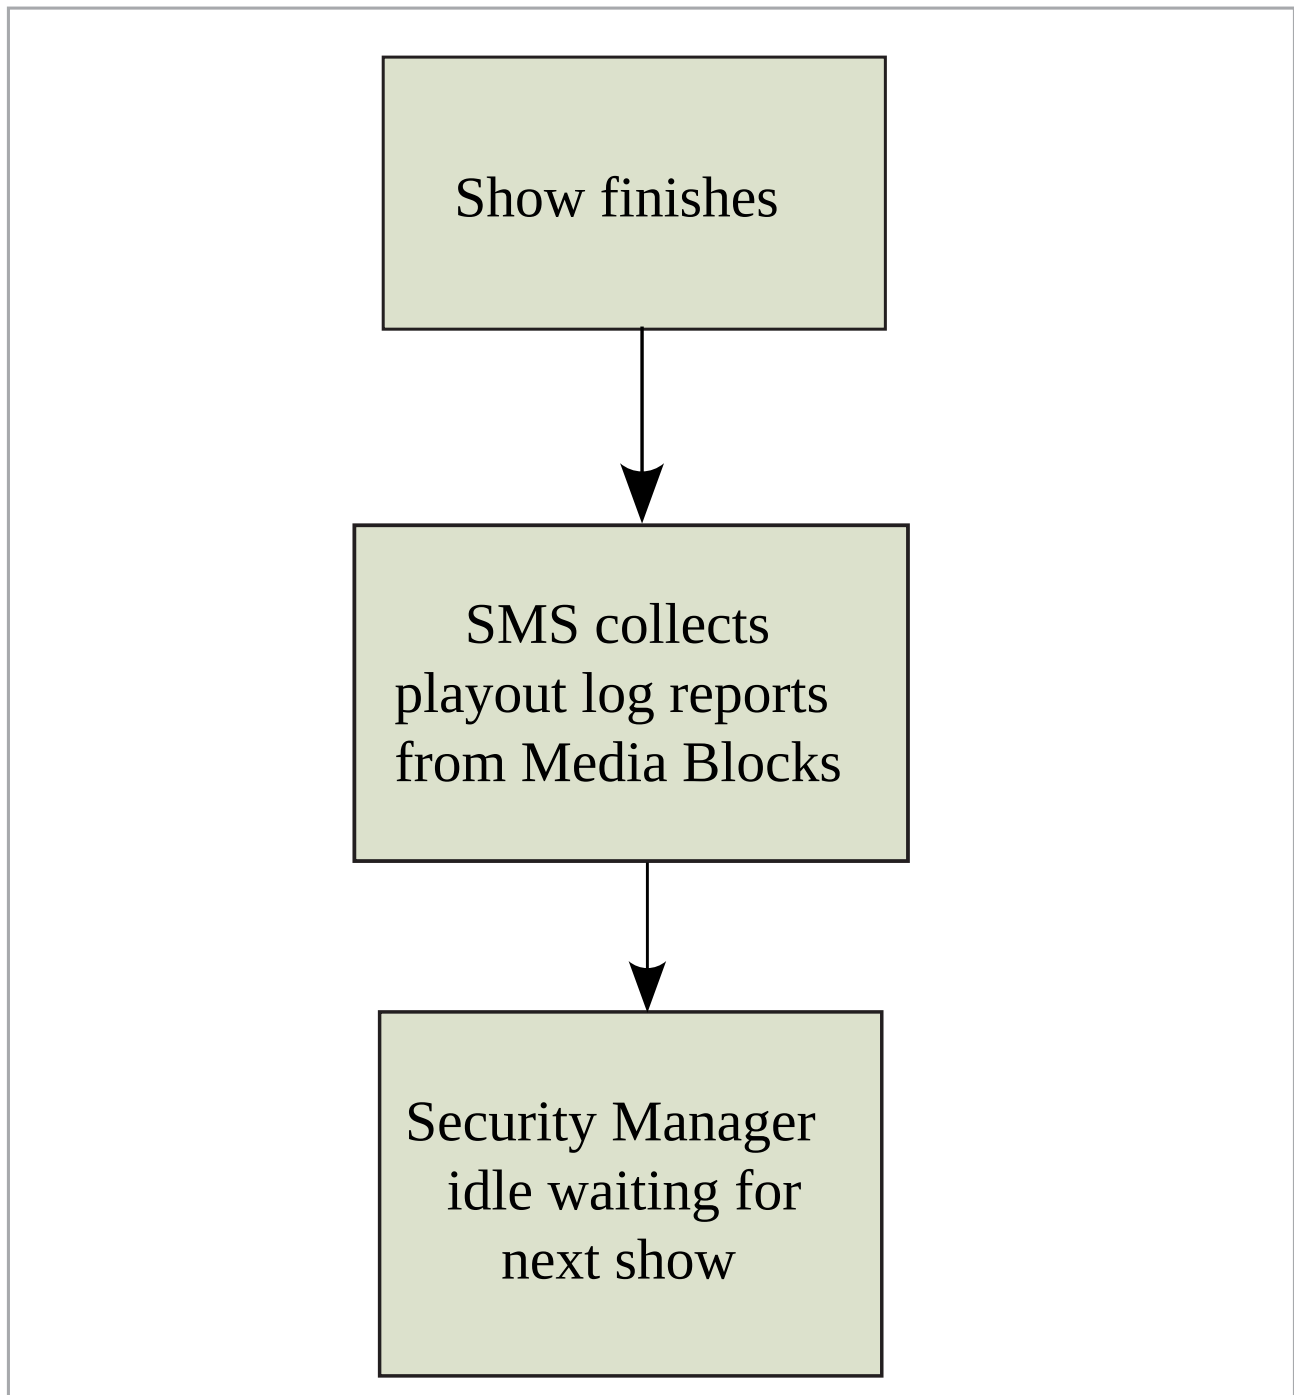 Show finishes
SMS collects
playout log reports
from Media Blocks
Security Manager
idle waiting for
next show